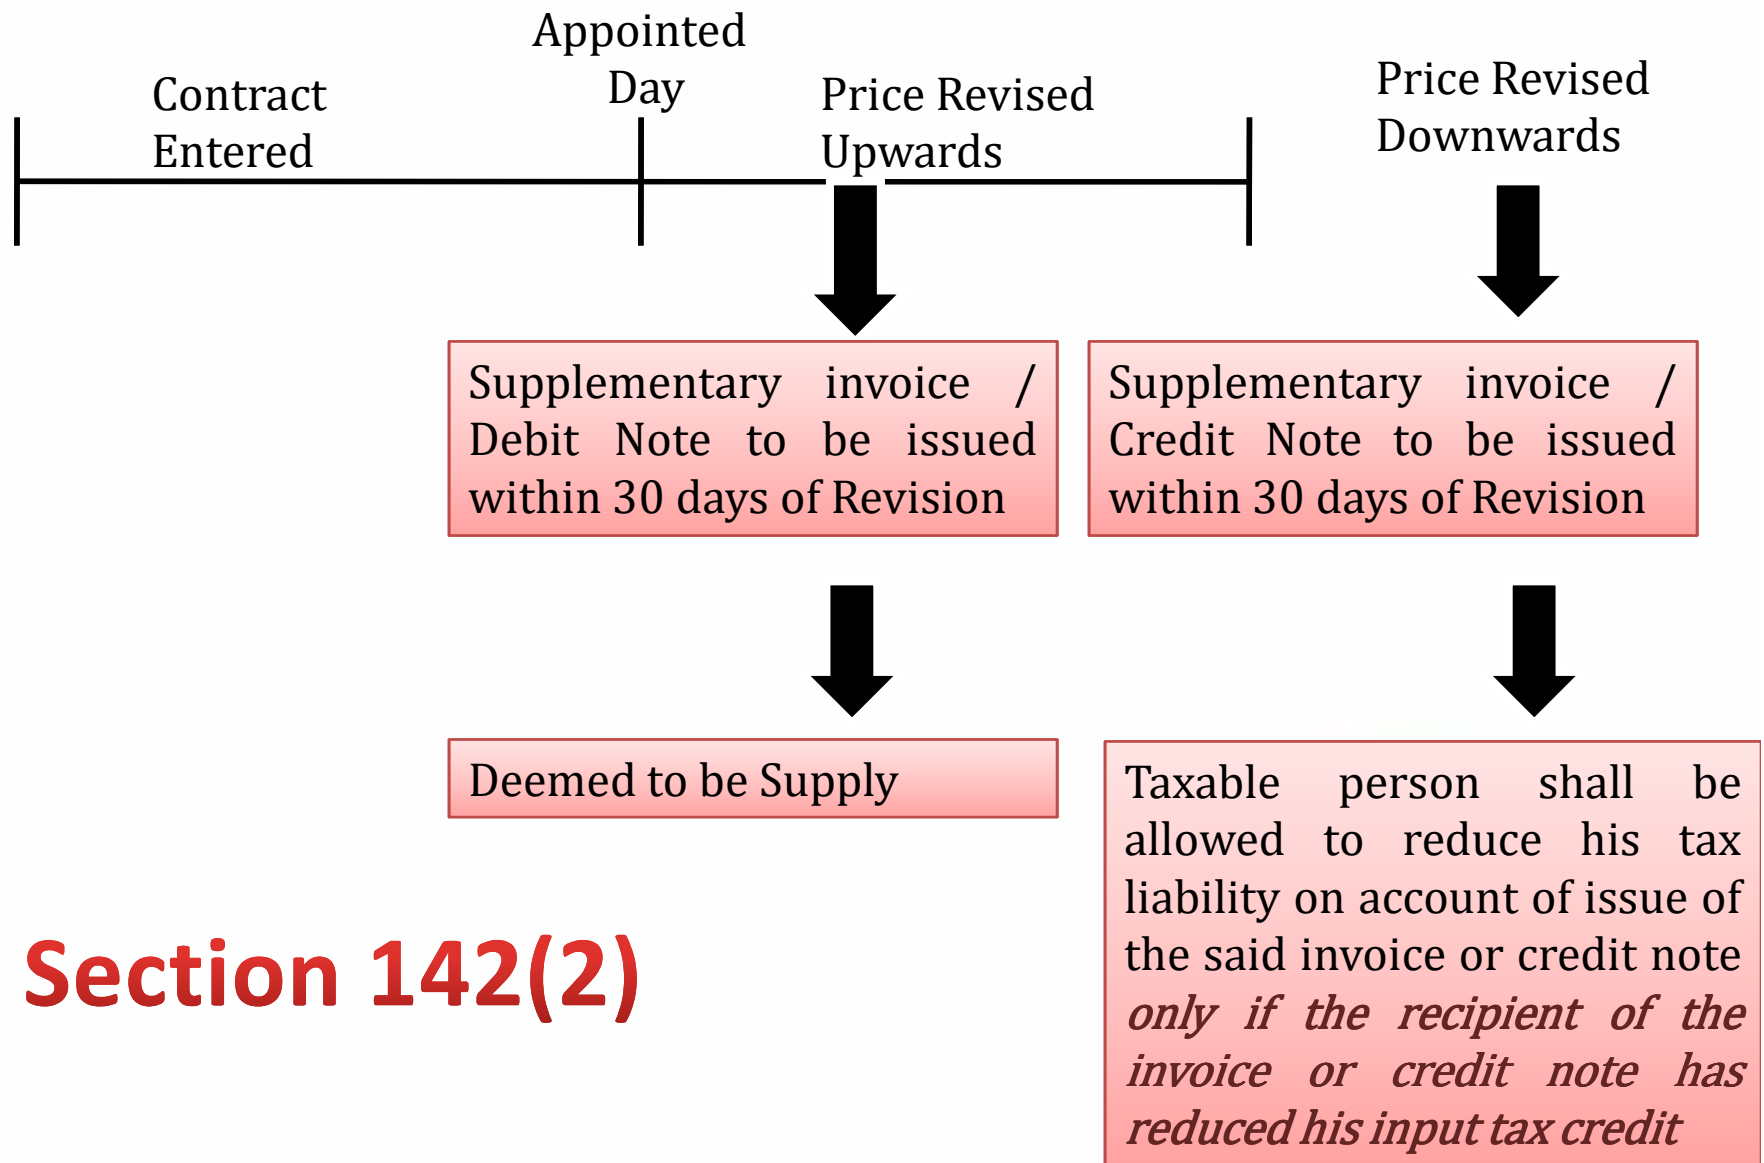 Appointed
Day
Contract
Entered
Price Revised
Upwards
Price Revised
Downwards
Supplementary invoice /
Debit Note to be issued
within 30 days of Revision
Supplementary invoice /
Credit Note to be issued
within 30 days of Revision
Deemed to be Supply
Taxable person shall be
allowed to reduce his tax
liability on account of issue of
the said invoice or credit note
only if the recipient of the
invoice or credit note has
reduced his input tax credit
Section 142(2)